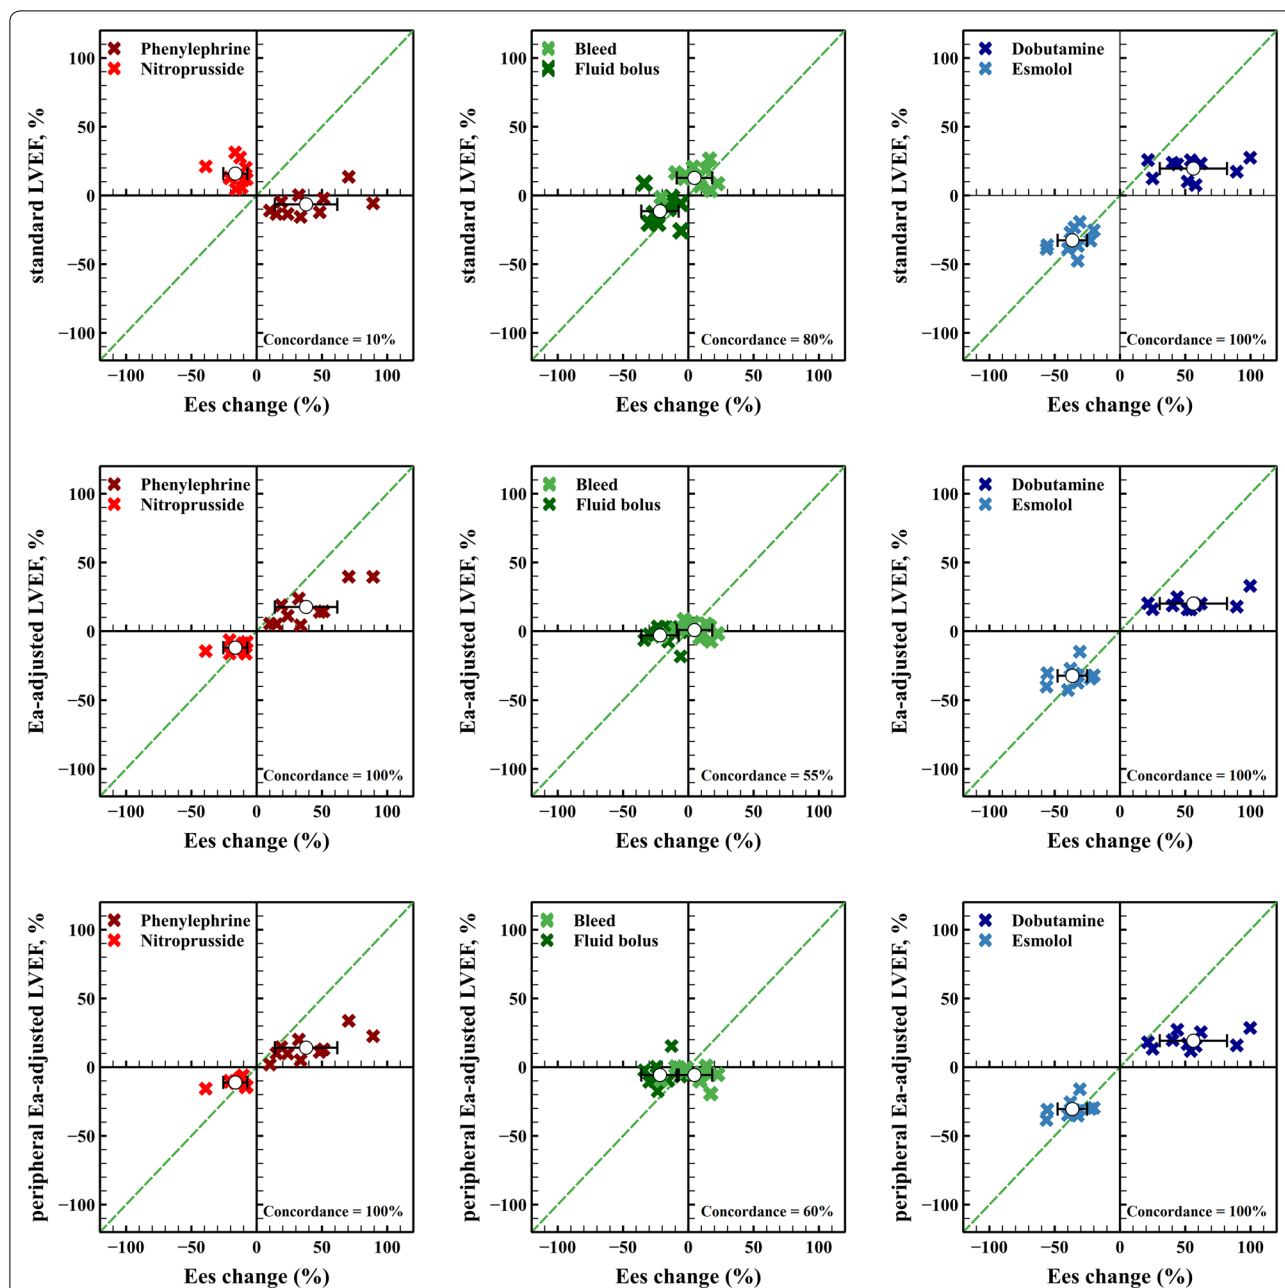 Phenylephrine
Nitroprusside
standard LVEF, %
100
50
0
−50
−100
Concordance = 10%
−100 −50 0 50 100
Ees change (%)
Bleed
Fluid bolus
standard LVEF, %
100
50
0
−50
−100
Concordance = 80%
−100 −50 0 50 100
Ees change (%)
Dobutamine
Esmolol
standard LVEF, %
100
50
0
−50
−100
Concordance = 100%
−100 −50 0 50 100
Ees change (%)
Phenylephrine
Nitroprusside
Ea-adjusted LVEF, %
100
50
0
−50
−100
Concordance = 100%
−100 −50 0 50 100
Ees change (%)
Bleed
Fluid bolus
Ea-adjusted LVEF, %
100
50
0
−50
−100
Concordance = 55%
−100 −50 0 50 100
Ees change (%)
Dobutamine
Esmolol
Ea-adjusted LVEF, %
100
50
0
−50
−100
Concordance = 100%
−100 −50 0 50 100
Ees change (%)
Phenylephrine
Nitroprusside
peripheral Ea-adjusted LVEF, %
100
50
0
−50
−100
Concordance = 100%
−100 −50 0 50 100
Ees change (%)
Bleed
Fluid bolus
peripheral Ea-adjusted LVEF, %
100
50
0
−50
−100
Concordance = 60%
−100 −50 0 50 100
Ees change (%)
Dobutamine
Esmolol
peripheral Ea-adjusted LVEF, %
100
50
0
−50
−100
Concordance = 100%
−100 −50 0 50 100
Ees change (%)